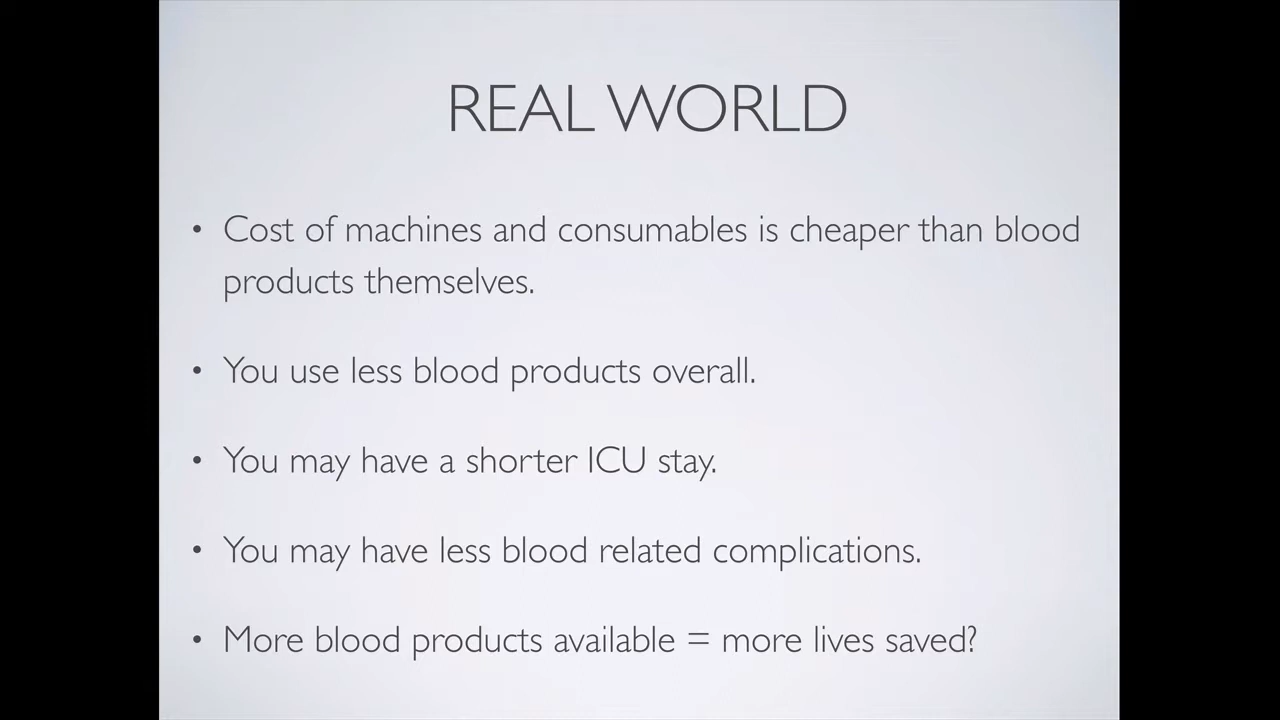 REAL WORLD
• Cost of machines and consumables is cheaper than blood
products themselves.
• You use less blood products overall.
• You may have a shorter ICU stay.
• You may have less blood related complications.
• More blood products available = more lives saved?